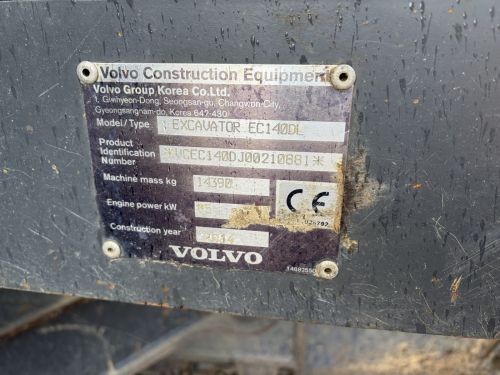 Volvo Construction Equipment
Volvo Group Korea Co.Ltd.
1, Giwhyeon-Dong, Seongsan-gu, Changwon-City,
Gyeongsangnam-do, Korea 642-430
Model/Type EXCAVATOR EC140DL
Product Identification Number *VCEC140DJ00210881*
Machine mass kg 14390
Engine power kW
Construction year 2014
CE
VOLVO